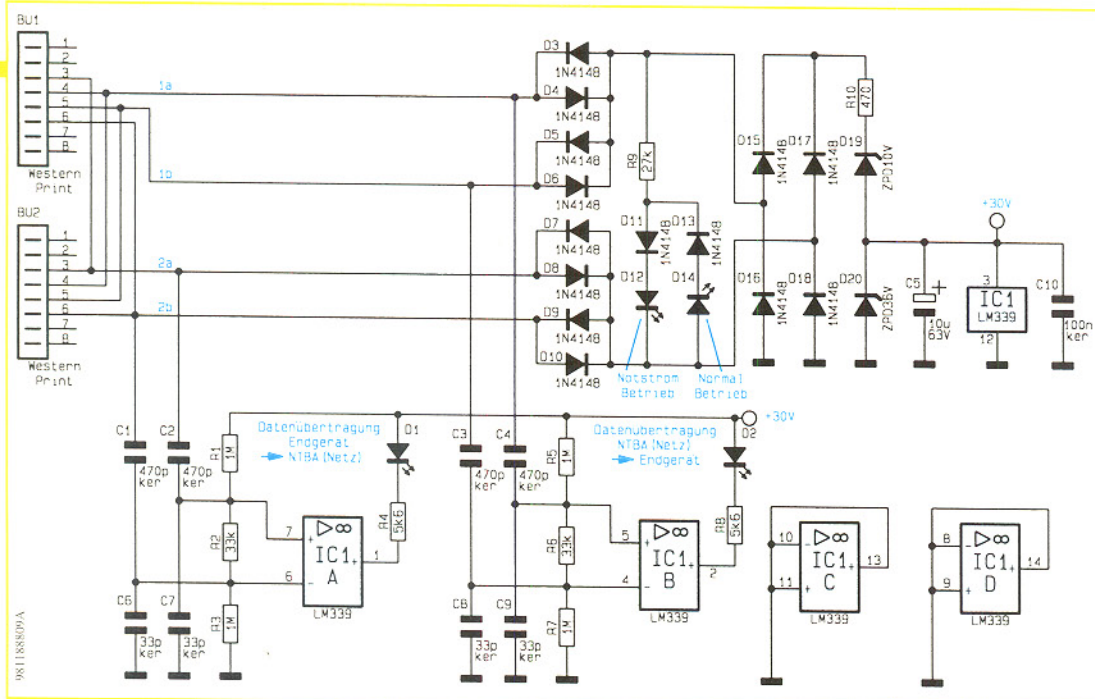 BU1
1
2
3
4
5
6
7
8
Western
Print
BU2
1
2
3
4
5
6
7
8
Western
Print
1a
1b
2a
2b
D3
1N4148
D4
1N4148
D5
D6
1N4148
D7
D8
1N4148
D9
D10
1N4148
R9
27k
D11
1N4148
D12
D13
1N4148
D14
Notstrom
Betrieb
Normal
Betrieb
D15
1N4148
D16
1N4148
D17
1N4148
D18
1N4148
R10
470
D19
ZPD10V
D20
ZPD36V
+30V
C5
+
10u
63V
3
IC1
LM339
12
C10
100n
ker
C1
470p
ker
C2
470p
ker
Datenübertragung
Endgerät
→ NTBA(Netz)
R1
1M
R2
33k
R3
1M
C6
33p
ker
C7
33p
ker
D1
R4
5k6
7
6
+
-
▷∞
IC1
+
A
1
LM339
C3
470p
ker
C4
470p
ker
Datenübertragung
NTBA(Netz)
→ Endgerät
R5
1M
R6
33k
R7
1M
C8
33p
ker
C9
33p
ker
D2
+30V
R8
5k6
5
4
+
-
▷∞
IC1
+
B
2
LM339
10
11
-
+
▷∞
IC1
+
C
13
LM339
8
9
-
+
▷∞
IC1
+
D
14
LM339